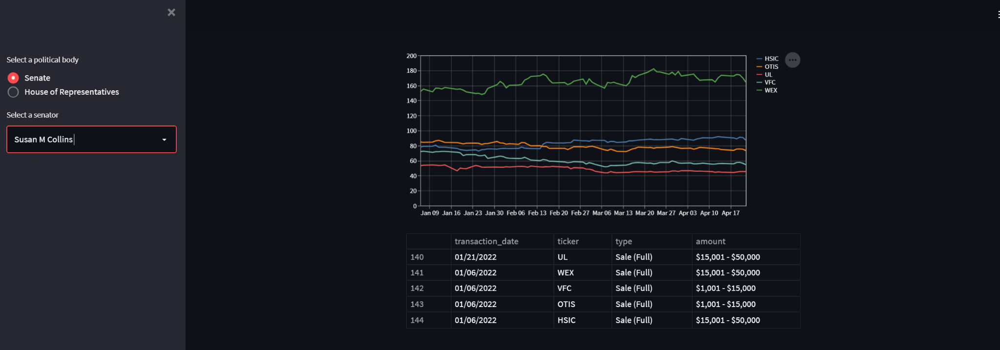 Select a political body
Senate
House of Representatives
Select a senator
Susan M Collins
200
180
160
140
120
100
80
60
40
20
0
Jan 09 Jan 16 Jan 23 Jan 30 Feb 06 Feb 13 Feb 20 Feb 27 Mar 06 Mar 13 Mar 20 Mar 27 Apr 03 Apr 10 Apr 17
HSIC
OTIS
UL
VFC
WEX
transaction_date ticker type amount
140 01/21/2022 UL Sale (Full) $15,001 - $50,000
141 01/06/2022 WEX Sale (Full) $15,001 - $50,000
142 01/06/2022 VFC Sale (Full) $1,001 - $15,000
143 01/06/2022 OTIS Sale (Full) $1,001 - $15,000
144 01/06/2022 HSIC Sale (Full) $15,001 - $50,000